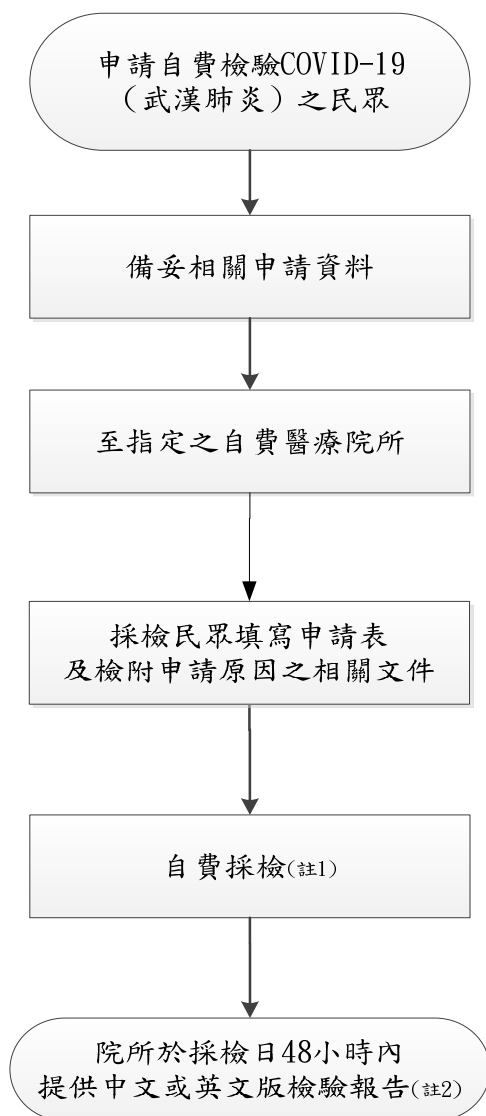 申請自費檢驗COVID-19
（武漢肺炎）之民眾
備妥相關申請資料
至指定之自費醫療院所
採檢民眾填寫申請表
及檢附申請原因之相關文件
自費採檢(註1)
院所於採檢日48小時內
提供中文或英文版檢驗報告(註2)